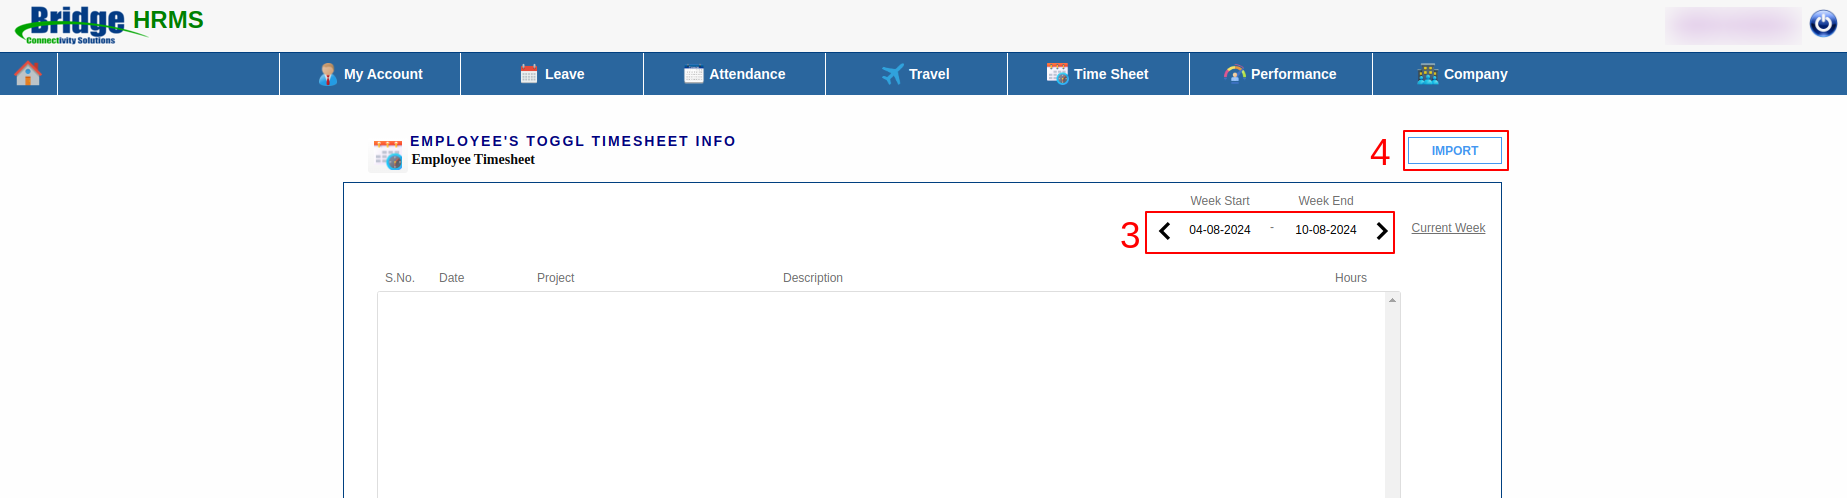 Bridge HRMS
Connectivity Solutions
My Account Leave Attendance Travel Time Sheet Performance Company
EMPLOYEE'S TOGGL TIMESHEET INFO
Employee Timesheet
4 IMPORT
Week Start Week End
3 04-08-2024 - 10-08-2024 Current Week
S.No. Date Project Description Hours